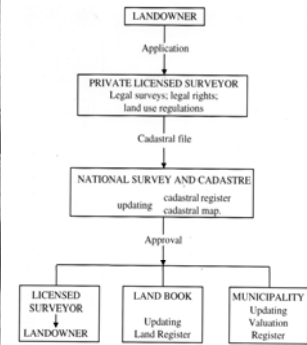 LANDOWNER
Application
PRIVATE LICENSED SURVEYOR
Legal surveys; legal rights;
land use regulations
Cadastral file
NATIONAL SURVEY AND CADASTRE
updating
cadastral register
cadastral map.
Approval
LICENSED
SURVEYOR
LANDOWNER
LAND BOOK
Updating
Land Register
MUNICIPALITY
Updating
Valuation
Register